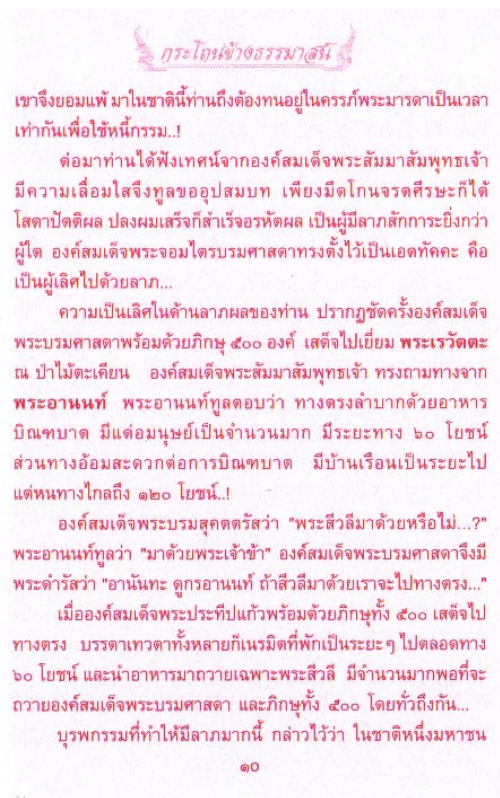 กระโถนข้างธรรมาสน์
เขาจึงยอมแพ้ มาในชาตินี้ท่านถึงต้องทนอยู่ในครรภ์พระมารดาเป็นเวลา
เท่ากันเพื่อใช้หนี้กรรม..!
ต่อมาท่านได้ฟังเทศน์จากองค์สมเด็จพระสัมมาสัมพุทธเจ้า
มีความเลื่อมใสจึงทูลขออุปสมบท เพียงมีดโกนจรดศีรษะก็ได้
โสดาปัตติผล ปลงผมเสร็จก็สำเร็จอรหัตผล เป็นผู้มีลาภสักการะยิ่งกว่า
ผู้ใด องค์สมเด็จพระจอมไตรบรมศาสดาทรงตั้งไว้เป็นเอตทัคคะ คือ
เป็นผู้เลิศไปด้วยลาภ...
ความเป็นเลิศในด้านลาภผลของท่าน ปรากฏชัดครั้งองค์สมเด็จ
พระบรมศาสดาพร้อมด้วยภิกษุ ๕๐๐ องค์ เสด็จไปเยี่ยม พระเรวัตตะ
ณ ป่าไม้ตะเคียน องค์สมเด็จพระสัมมาสัมพุทธเจ้า ทรงถามทางจาก
พระอานนท์ พระอานนท์ทูลตอบว่า ทางตรงลำบากด้วยอาหาร
บิณฑบาต มีแต่อมนุษย์เป็นจำนวนมาก มีระยะทาง ๖๐ โยชน์
ส่วนทางอ้อมสะดวกต่อการบิณฑบาต มีบ้านเรือนเป็นระยะไป
แต่หนทางไกลถึง ๑๒๐ โยชน์..!
องค์สมเด็จพระบรมสุคตตรัสว่า "พระสีวลีมาด้วยหรือไม่...?"
พระอานนท์ทูลว่า "มาด้วยพระเจ้าข้า" องค์สมเด็จพระบรมศาสดาจึงมี
พระดำรัสว่า "อานันทะ ดูกรอานนท์ ถ้าสีวลีมาด้วยเราจะไปทางตรง..."
เมื่อองค์สมเด็จพระประทีปแก้วพร้อมด้วยภิกษุทั้ง ๕๐๐ เสด็จไป
ทางตรง บรรดาเทวดาทั้งหลายก็เนรมิตที่พักเป็นระยะๆ ไปตลอดทาง
๖๐ โยชน์ และนำอาหารมาถวายเฉพาะพระสีวลี มีจำนวนมากพอที่จะ
ถวายองค์สมเด็จพระบรมศาสดา และภิกษุทั้ง ๕๐๐ โดยทั่วถึงกัน...
บุรพกรรมที่ทำให้มีลาภมากนี้ กล่าวไว้ว่า ในชาติหนึ่งมหาชน
๑๐